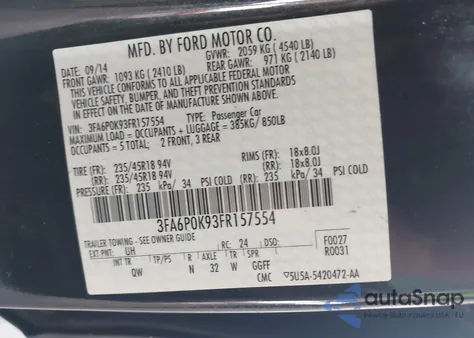 MFD. BY FORD MOTOR CO.
DATE: 09/14 GVWR: 2059 KG (4540 LB)
FRONT GAWR: 1093 KG (2410 LB) REAR GAWR: 971 KG (2140 LB)
THIS VEHICLE CONFORMS TO ALL APPLICABLE FEDERAL MOTOR
VEHICLE SAFETY, BUMPER, AND THEFT PREVENTION STANDARDS
IN EFFECT ON THE DATE OF MANUFACTURE SHOWN ABOVE.
VIN: 3FA6P0K93FR157554 TYPE: Passenger Car
MAXIMUM LOAD = OCCUPANTS + LUGGAGE = 385KG/850LB
OCCUPANTS = 5 TOTAL: 2 FRONT, 3 REAR
TIRE (FR): 235/45R18 94V RIMS (FR): 18x8.0J
(RR): 235/45R18 94V (RR): 18x8.0J
PRESSURE (FR): 235 kPa/ 34 PSI COLD (RR): 235 kPa/ 34 PSI COLD
3FA6P0K93FR157554
TRAILER TOWING - SEE OWNER GUIDE
EXT PNT: UH RC: 24 DSO: F0027
INT TR TP/PS R AXLE TR SPR R0031
QW N 32 W GGFF
CMC 5U5A-5420472-AA
autoSnap